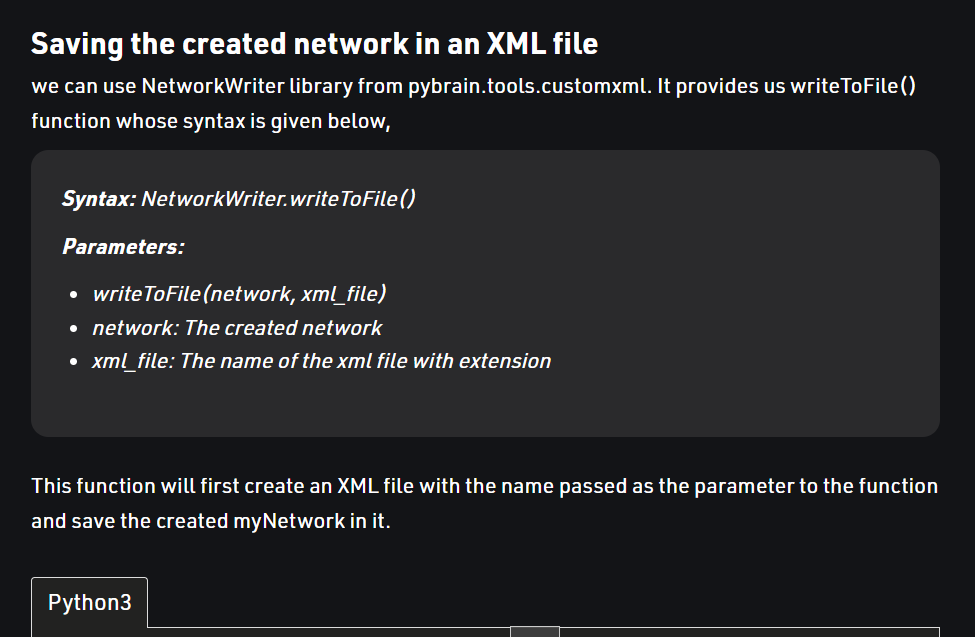 Saving the created network in an XML file
we can use NetworkWriter library from pybrain.tools.customxml. It provides us writeToFile()
function whose syntax is given below,
Syntax: NetworkWriter.writeToFile()
Parameters:
• writeToFile(network, xml_file)
• network: The created network
• xml_file: The name of the xml file with extension
This function will first create an XML file with the name passed as the parameter to the function
and save the created myNetwork in it.
Python3